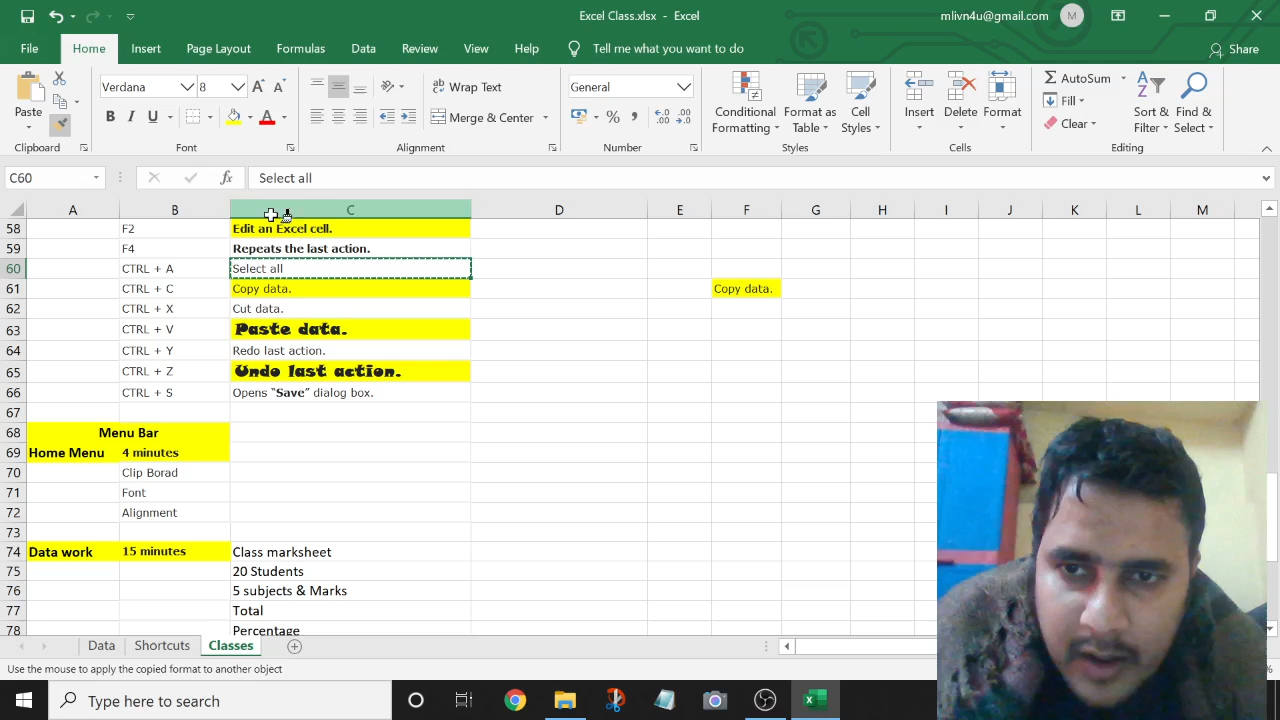 Excel Class.xlsx - Excel
mlivn4u@gmail.com M
File Home Insert Page Layout Formulas Data Review View Help Tell me what you want to do Share
Verdana 8 Wrap Text General AutoSum
Paste B I U Merge & Center % , Conditional Formatting Format as Table Cell Styles Insert Delete Format Fill Clear Sort & Filter Find & Select
Clipboard Font Alignment Number Styles Cells Editing
C60 fx Select all
A B C D E F G H I J K L M
58 F2 Edit an Excel cell.
59 F4 Repeats the last action.
60 CTRL + A Select all
61 CTRL + C Copy data. Copy data.
62 CTRL + X Cut data.
63 CTRL + V Paste data.
64 CTRL + Y Redo last action.
65 CTRL + Z Undo last action.
66 CTRL + S Opens “Save” dialog box.
67
68 Menu Bar
69 Home Menu 4 minutes
70 Clip Borad
71 Font
72 Alignment
73
74 Data work 15 minutes Class marksheet
75 20 Students
76 5 subjects & Marks
77 Total
78 Percentage
Data Shortcuts Classes
Use the mouse to apply the copied format to another object %
Type here to search